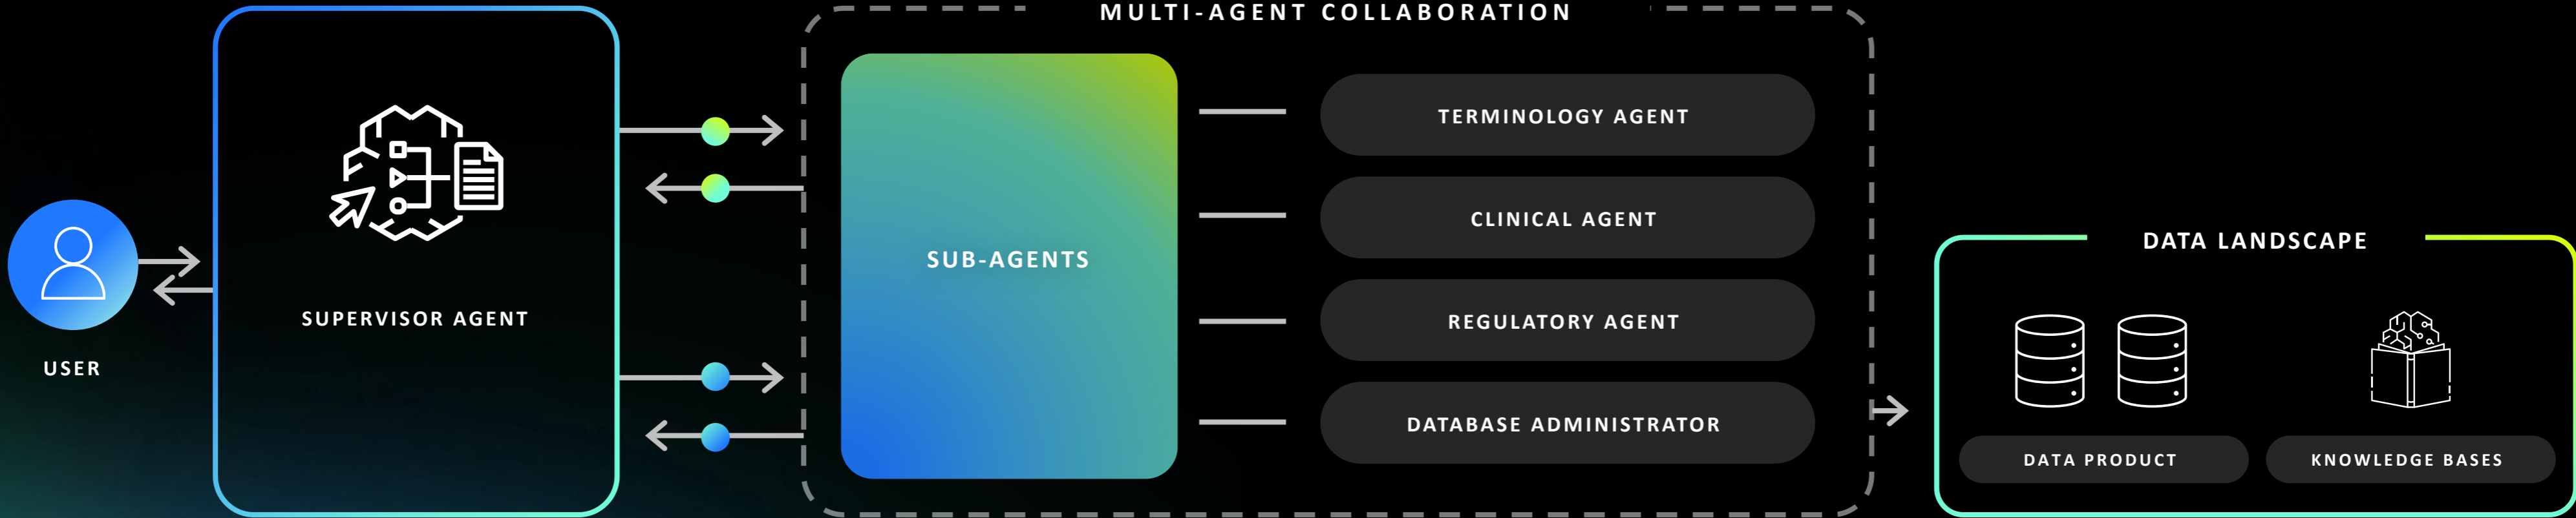 MULTI-AGENT COLLABORATION
USER
SUPERVISOR AGENT
SUB-AGENTS
TERMINOLOGY AGENT
CLINICAL AGENT
REGULATORY AGENT
DATABASE ADMINISTRATOR
DATA LANDSCAPE
DATA PRODUCT
KNOWLEDGE BASES